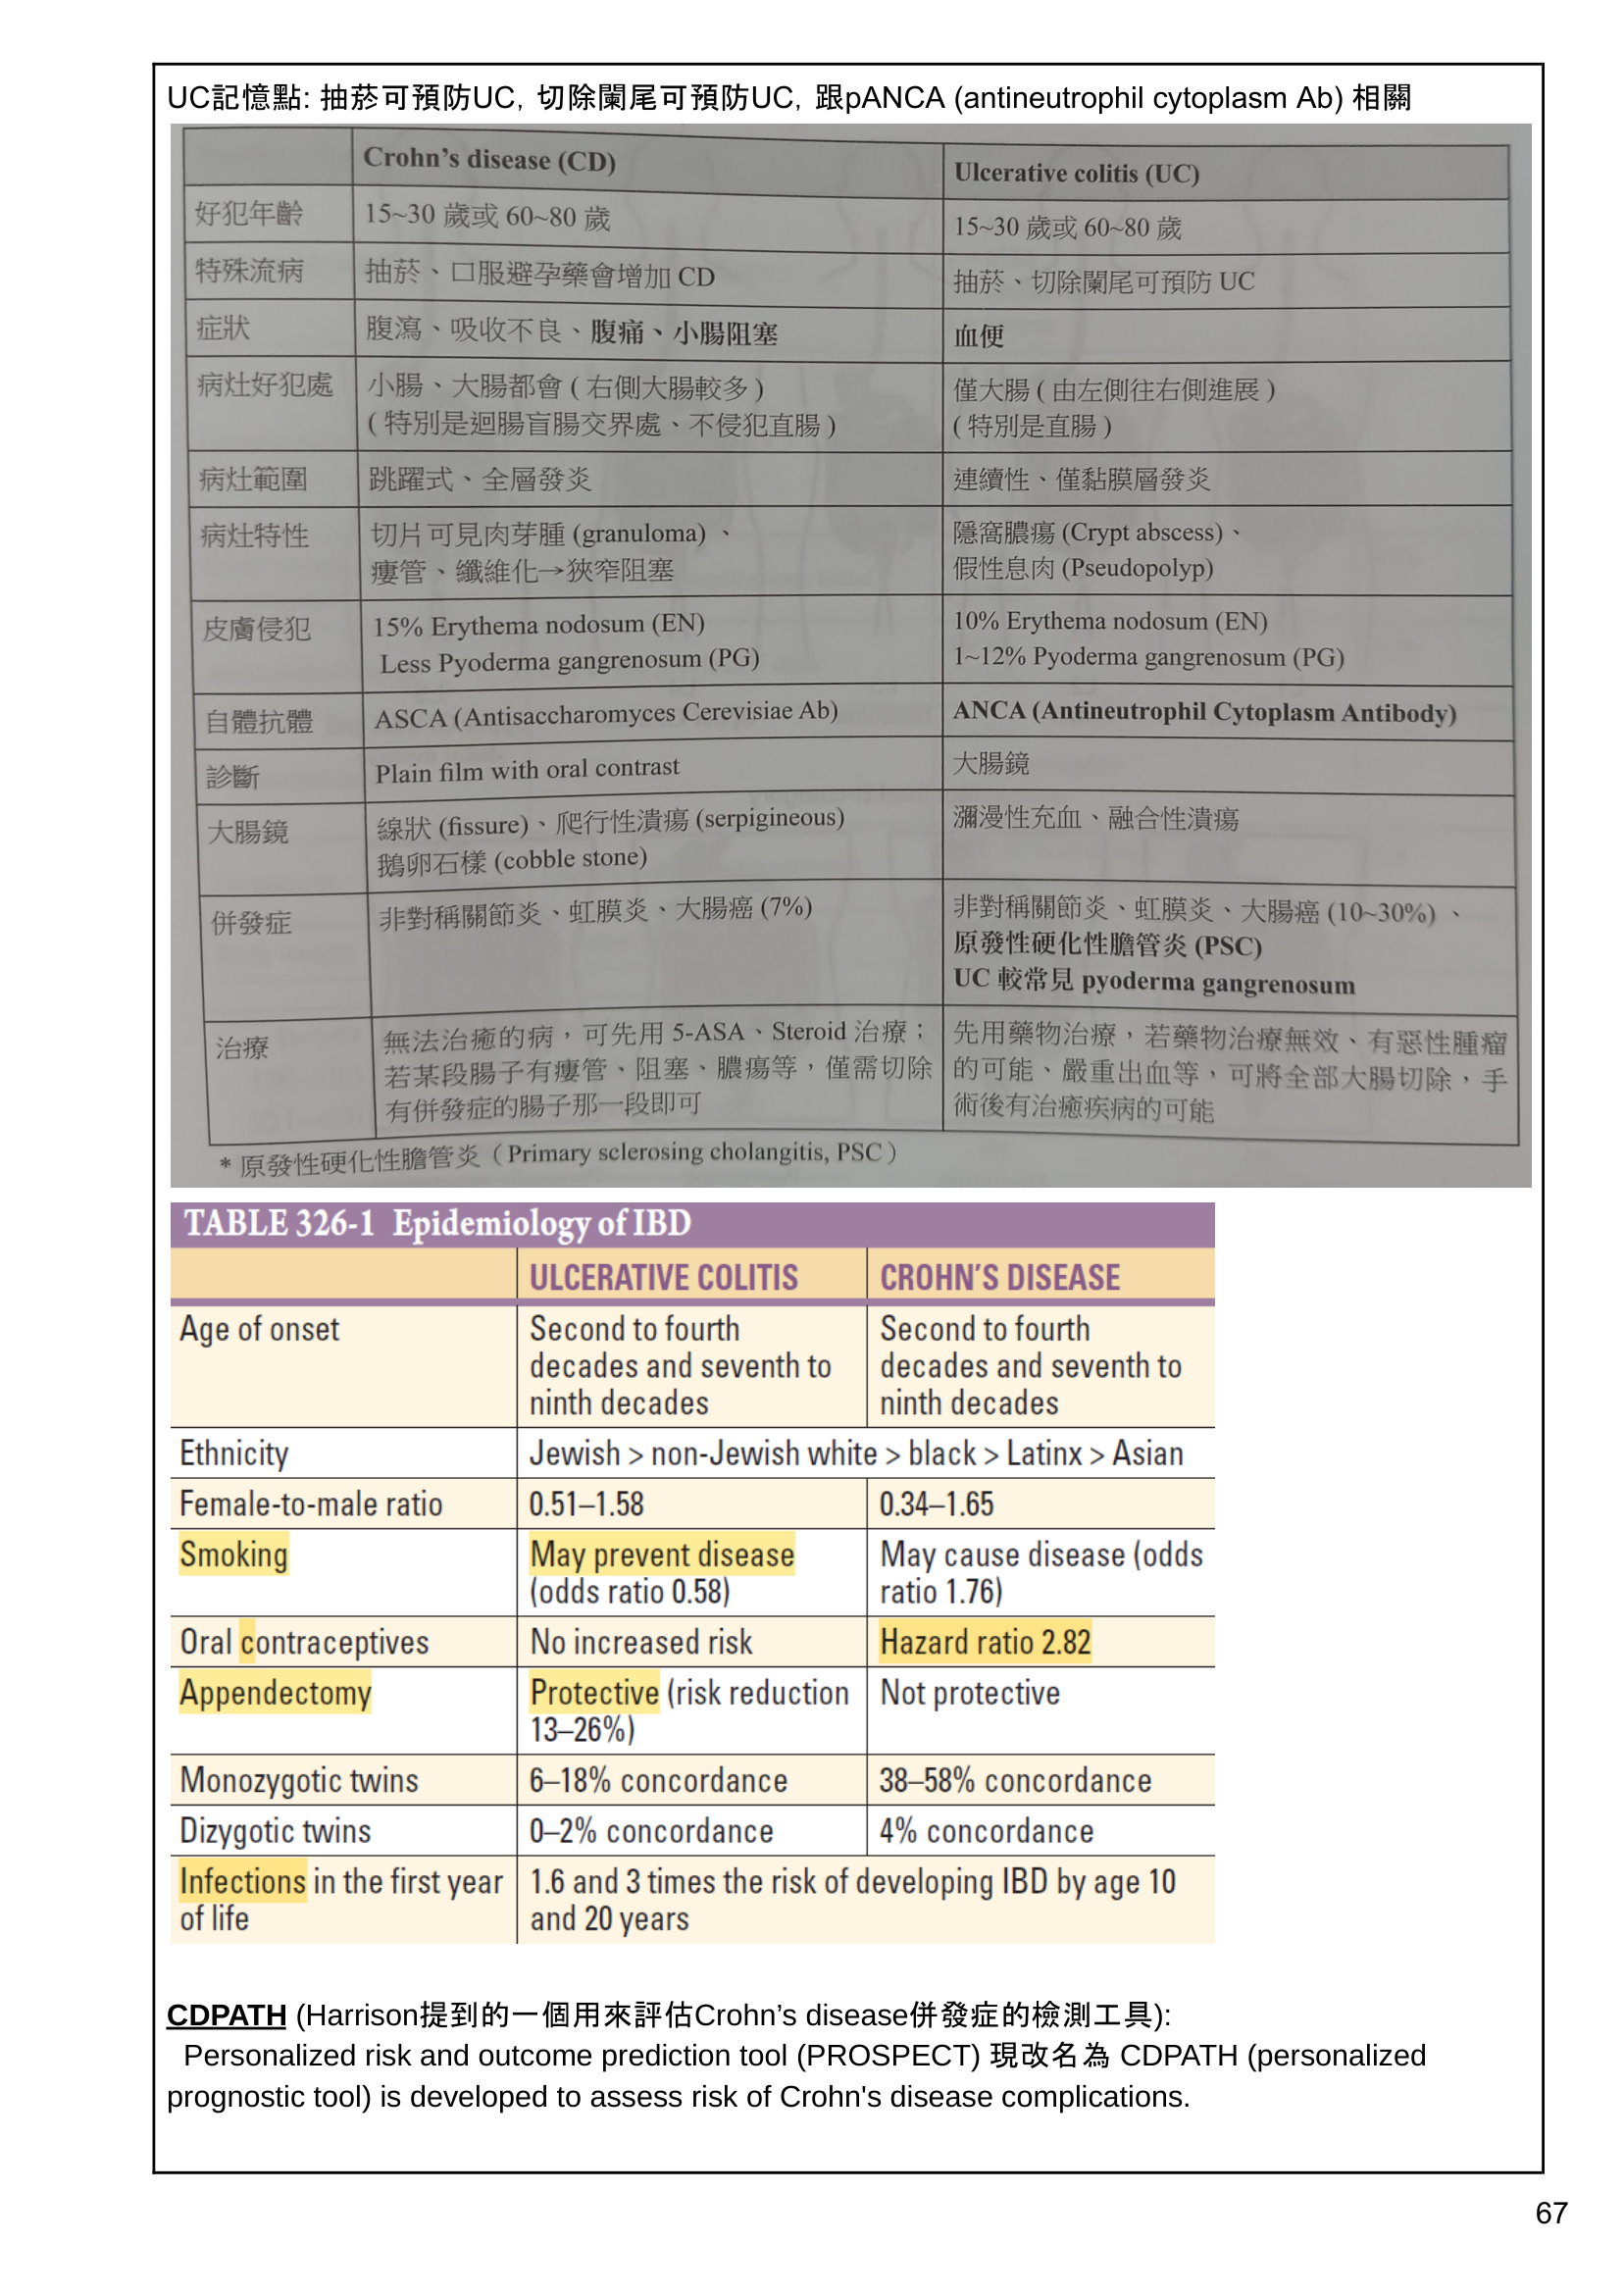 UC記憶點: 抽菸可預防UC, 切除闌尾可預防UC, 跟pANCA (antineutrophil cytoplasm Ab) 相關
Crohn's disease (CD) Ulcerative colitis (UC)
好犯年齡 15~30 歲或 60~80 歲 15~30 歲或 60~80 歲
特殊流病 抽菸、口服避孕藥會增加 CD 抽菸、切除闌尾可預防 UC
症狀 腹瀉、吸收不良、腹痛、小腸阻塞 血便
病灶好犯處 小腸、大腸都會 ( 右側大腸較多 ) 僅大腸 ( 由左側往右側進展 )
( 特別是迴腸盲腸交界處、不侵犯直腸 ) ( 特別是直腸 )
病灶範圍 跳躍式、全層發炎 連續性、僅黏膜層發炎
病灶特性 切片可見肉芽腫 (granuloma) 、 隱窩膿瘍 (Crypt abscess)、
瘻管、纖維化→狹窄阻塞 假性息肉 (Pseudopolyp)
皮膚侵犯 15% Erythema nodosum (EN) 10% Erythema nodosum (EN)
Less Pyoderma gangrenosum (PG) 1~12% Pyoderma gangrenosum (PG)
自體抗體 ASCA (Antisaccharomyces Cerevisiae Ab) ANCA (Antineutrophil Cytoplasm Antibody)
診斷 Plain film with oral contrast 大腸鏡
大腸鏡 線狀 (fissure)、爬行性潰瘍 (serpigineous) 瀰漫性充血、融合性潰瘍
鵝卵石樣 (cobble stone)
併發症 非對稱關節炎、虹膜炎、大腸癌 (7%) 非對稱關節炎、虹膜炎、大腸癌 (10~30%) 、
原發性硬化性膽管炎 (PSC)
UC 較常見 pyoderma gangrenosum
治療 無法治癒的病，可先用 5-ASA、Steroid 治療； 先用藥物治療，若藥物治療無效、有惡性腫瘤
若某段腸子有瘻管、阻塞、膿瘍等，僅需切除 的可能、嚴重出血等，可將全部大腸切除，手
有併發症的腸子那一段即可 術後有治癒疾病的可能
* 原發性硬化性膽管炎（Primary sclerosing cholangitis, PSC）
TABLE 326-1 Epidemiology of IBD
ULCERATIVE COLITIS CROHN'S DISEASE
Age of onset Second to fourth Second to fourth
decades and seventh to decades and seventh to
ninth decades ninth decades
Ethnicity Jewish > non-Jewish white > black > Latinx > Asian
Female-to-male ratio 0.51–1.58 0.34–1.65
Smoking May prevent disease May cause disease (odds
(odds ratio 0.58) ratio 1.76)
Oral contraceptives No increased risk Hazard ratio 2.82
Appendectomy Protective (risk reduction Not protective
13–26%)
Monozygotic twins 6–18% concordance 38–58% concordance
Dizygotic twins 0–2% concordance 4% concordance
Infections in the first year 1.6 and 3 times the risk of developing IBD by age 10
of life and 20 years
CDPATH (Harrison提到的一個用來評估Crohn's disease併發症的檢測工具):
Personalized risk and outcome prediction tool (PROSPECT) 現改名為 CDPATH (personalized
prognostic tool) is developed to assess risk of Crohn's disease complications.
67